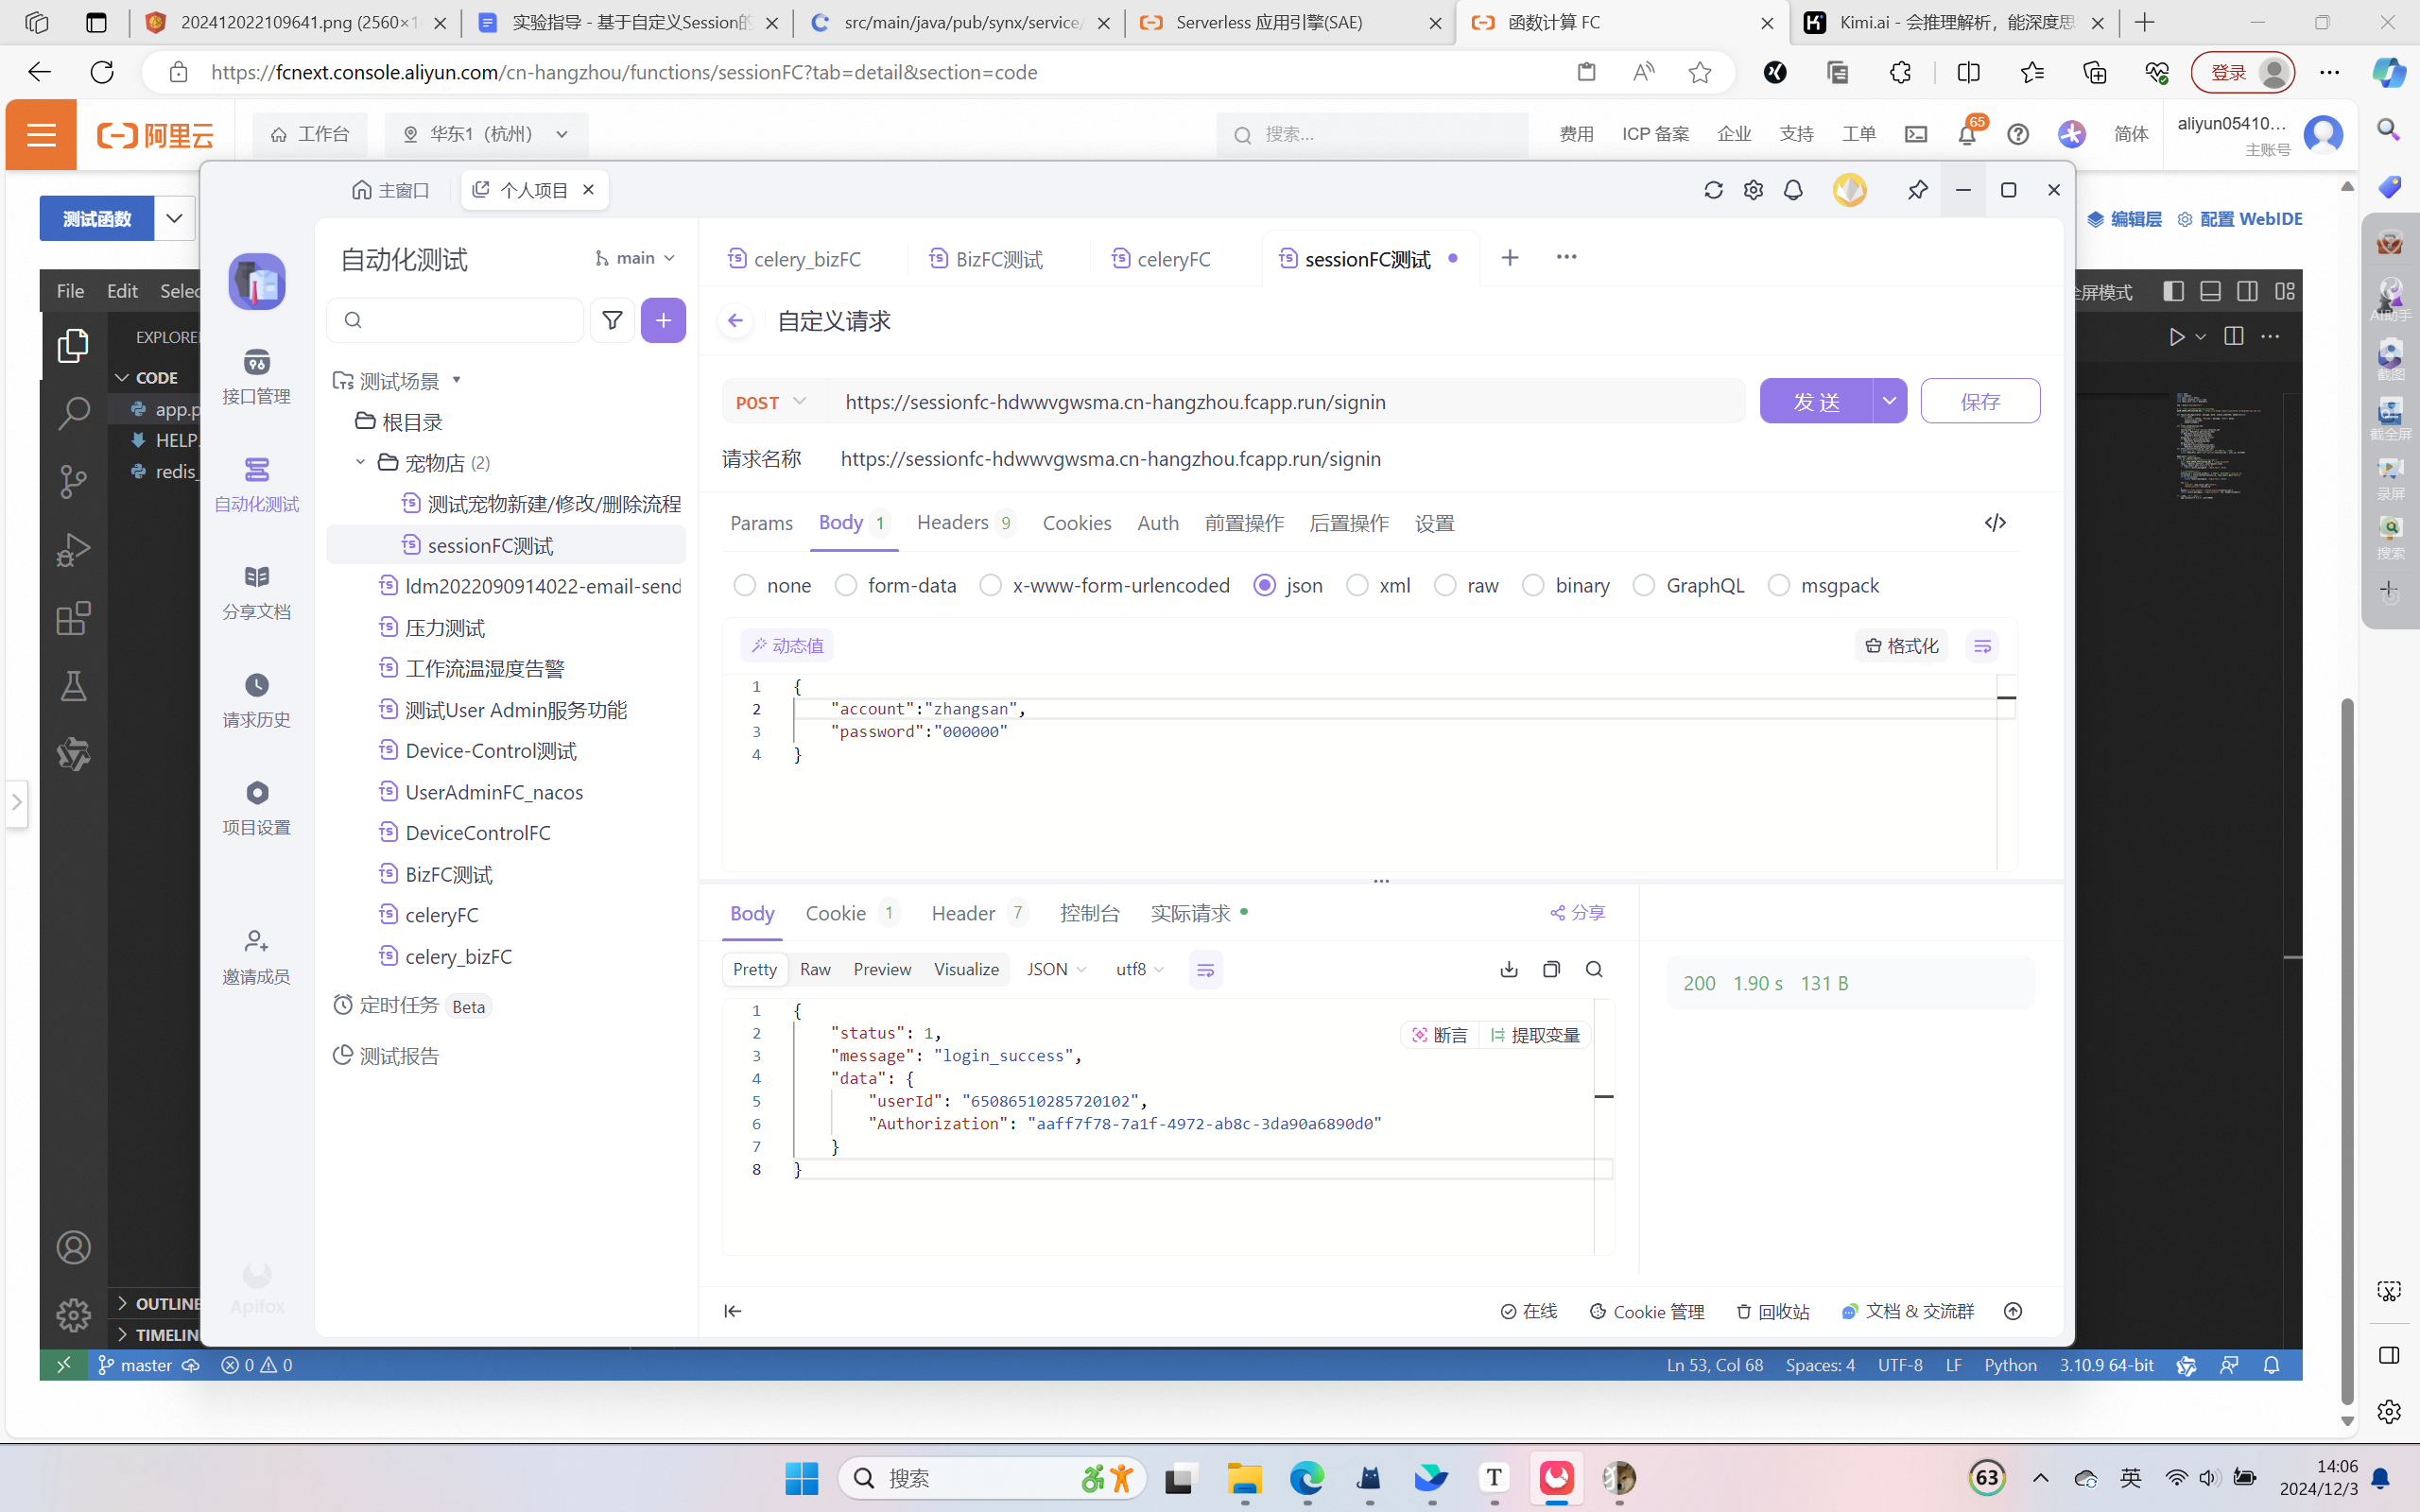 202412022109641.png (2560×1
实验指导 - 基于自定义Session的
src/main/java/pub/synx/service/
Serverless 应用引擎(SAE)
函数计算 FC
Kimi.ai - 会推理解析，能深度思
https://fcnext.console.aliyun.com/cn-hangzhou/functions/sessionFC?tab=detail&section=code
登录
阿里云
工作台
华东1（杭州）
搜索...
费用
ICP 备案
企业
支持
工单
65
简体
aliyun05410...
主账号
测试函数
编辑层
配置 WebIDE
File Edit Selec
全屏模式
EXPLORE
CODE
app.p
HELP.
redis_
OUTLINE
TIMELIN
主窗口
个人项目
接口管理
自动化测试
分享文档
请求历史
项目设置
邀请成员
Apifox
自动化测试
main
测试场景
根目录
宠物店 (2)
测试宠物新建/修改/删除流程
sessionFC测试
ldm2022090914022-email-send
压力测试
工作流温湿度告警
测试User Admin服务功能
Device-Control测试
UserAdminFC_nacos
DeviceControlFC
BizFC测试
celeryFC
celery_bizFC
定时任务 Beta
测试报告
celery_bizFC
BizFC测试
celeryFC
sessionFC测试
自定义请求
POST
https://sessionfc-hdwwvgwsma.cn-hangzhou.fcapp.run/signin
发 送
保存
请求名称
https://sessionfc-hdwwvgwsma.cn-hangzhou.fcapp.run/signin
Params Body 1 Headers 9 Cookies Auth 前置操作 后置操作 设置
none form-data x-www-form-urlencoded json xml raw binary GraphQL msgpack
动态值
格式化
1 {
2 "account":"zhangsan",
3 "password":"000000"
4 }
Body Cookie 1 Header 7 控制台 实际请求
分享
Pretty Raw Preview Visualize JSON utf8
200 1.90 s 131 B
断言
提取变量
1 {
2 "status": 1,
3 "message": "login_success",
4 "data": {
5 "userId": "65086510285720102",
6 "Authorization": "aaff7f78-7a1f-4972-ab8c-3da90a6890d0"
7 }
8 }
在线
Cookie 管理
回收站
文档 & 交流群
AI助手
截图
截全屏
录屏
搜索
master
0 0
Ln 53, Col 68
Spaces: 4
UTF-8
LF
Python
3.10.9 64-bit
搜索
63
英
14:06
2024/12/3